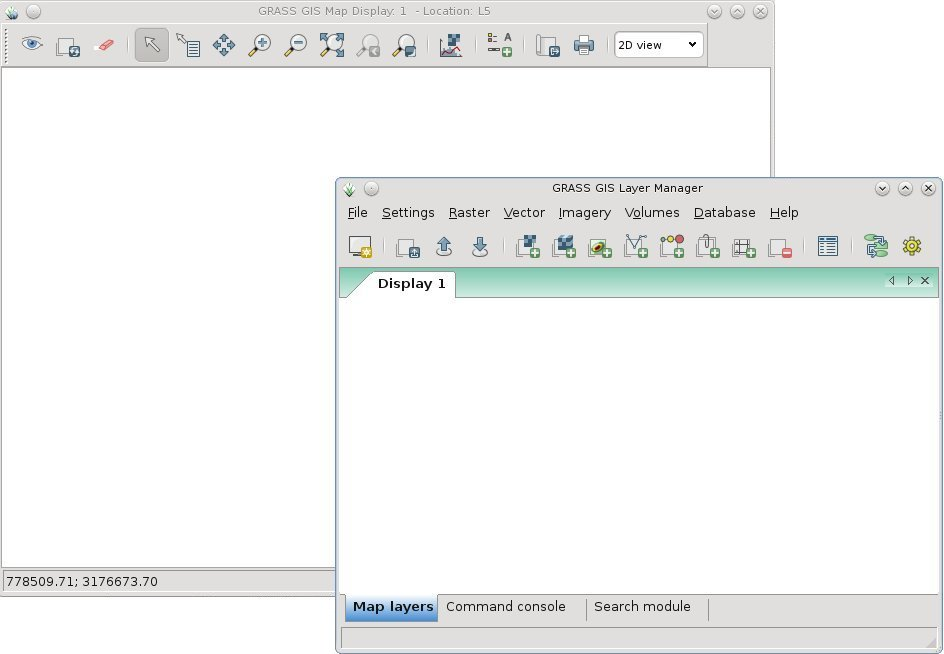 GRASS GIS Map Display: 1 - Location: L5
2D view
GRASS GIS Layer Manager
File Settings Raster Vector Imagery Volumes Database Help
Display 1
778509.71; 3176673.70
Map layers Command console Search module